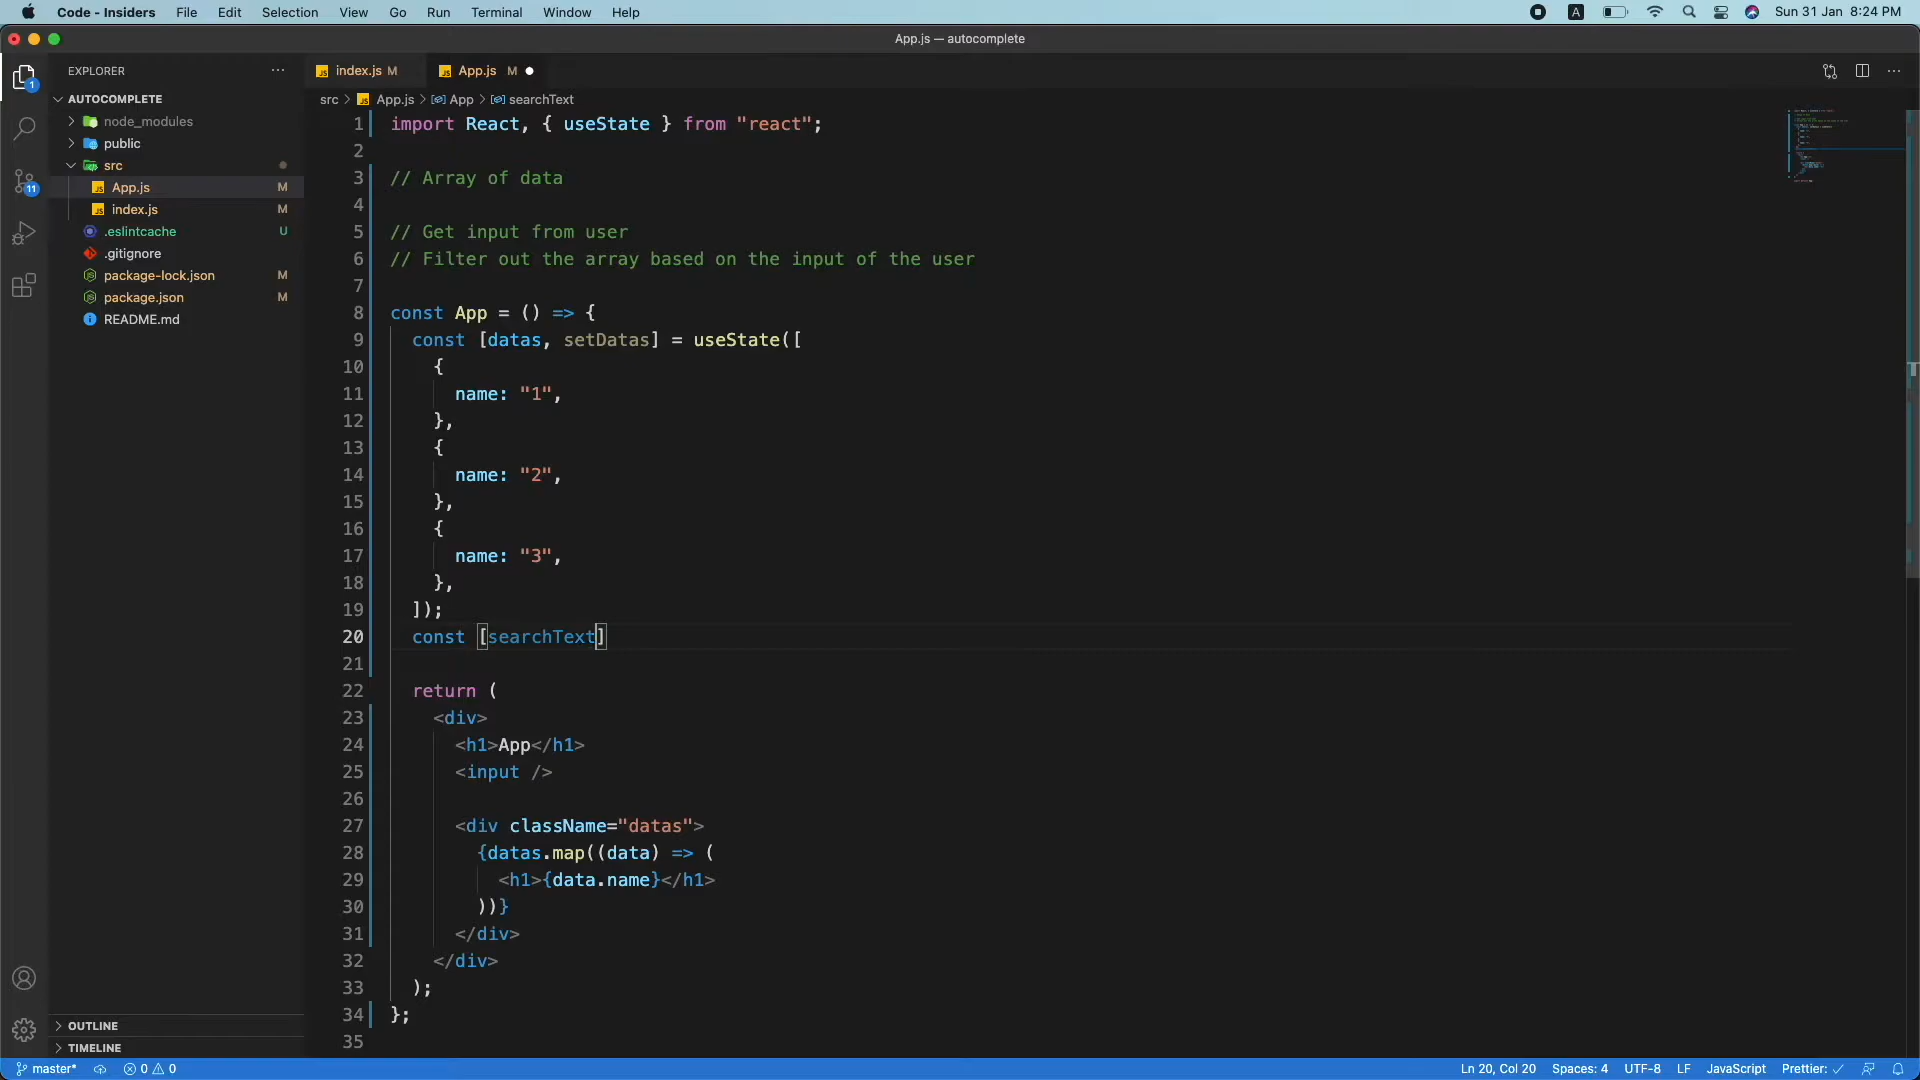 Code - Insiders File Edit Selection View Go Run Terminal Window Help A Sun 31 Jan 8:24 PM
App.js — autocomplete
EXPLORER ···
JS index.js M JS App.js M
1
AUTOCOMPLETE
src > JS App.js > App > searchText
node_modules
public
src
11
JS App.js M
JS index.js M
.eslintcache U
.gitignore
package-lock.json M
package.json M
README.md
1 import React, { useState } from "react";
2
3 // Array of data
4
5 // Get input from user
6 // Filter out the array based on the input of the user
7
8 const App = () => {
9 const [datas, setDatas] = useState([
10 {
11 name: "1",
12 },
13 {
14 name: "2",
15 },
16 {
17 name: "3",
18 },
19 ]);
20 const [searchText]
21
22 return (
23 <div>
24 <h1>App</h1>
25 <input />
26
27 <div className="datas">
28 {datas.map((data) => (
29 <h1>{data.name}</h1>
30 ))}
31 </div>
32 </div>
33 );
34 };
35
OUTLINE
TIMELINE
master* 0 0 Ln 20, Col 20 Spaces: 4 UTF-8 LF JavaScript Prettier: ✓